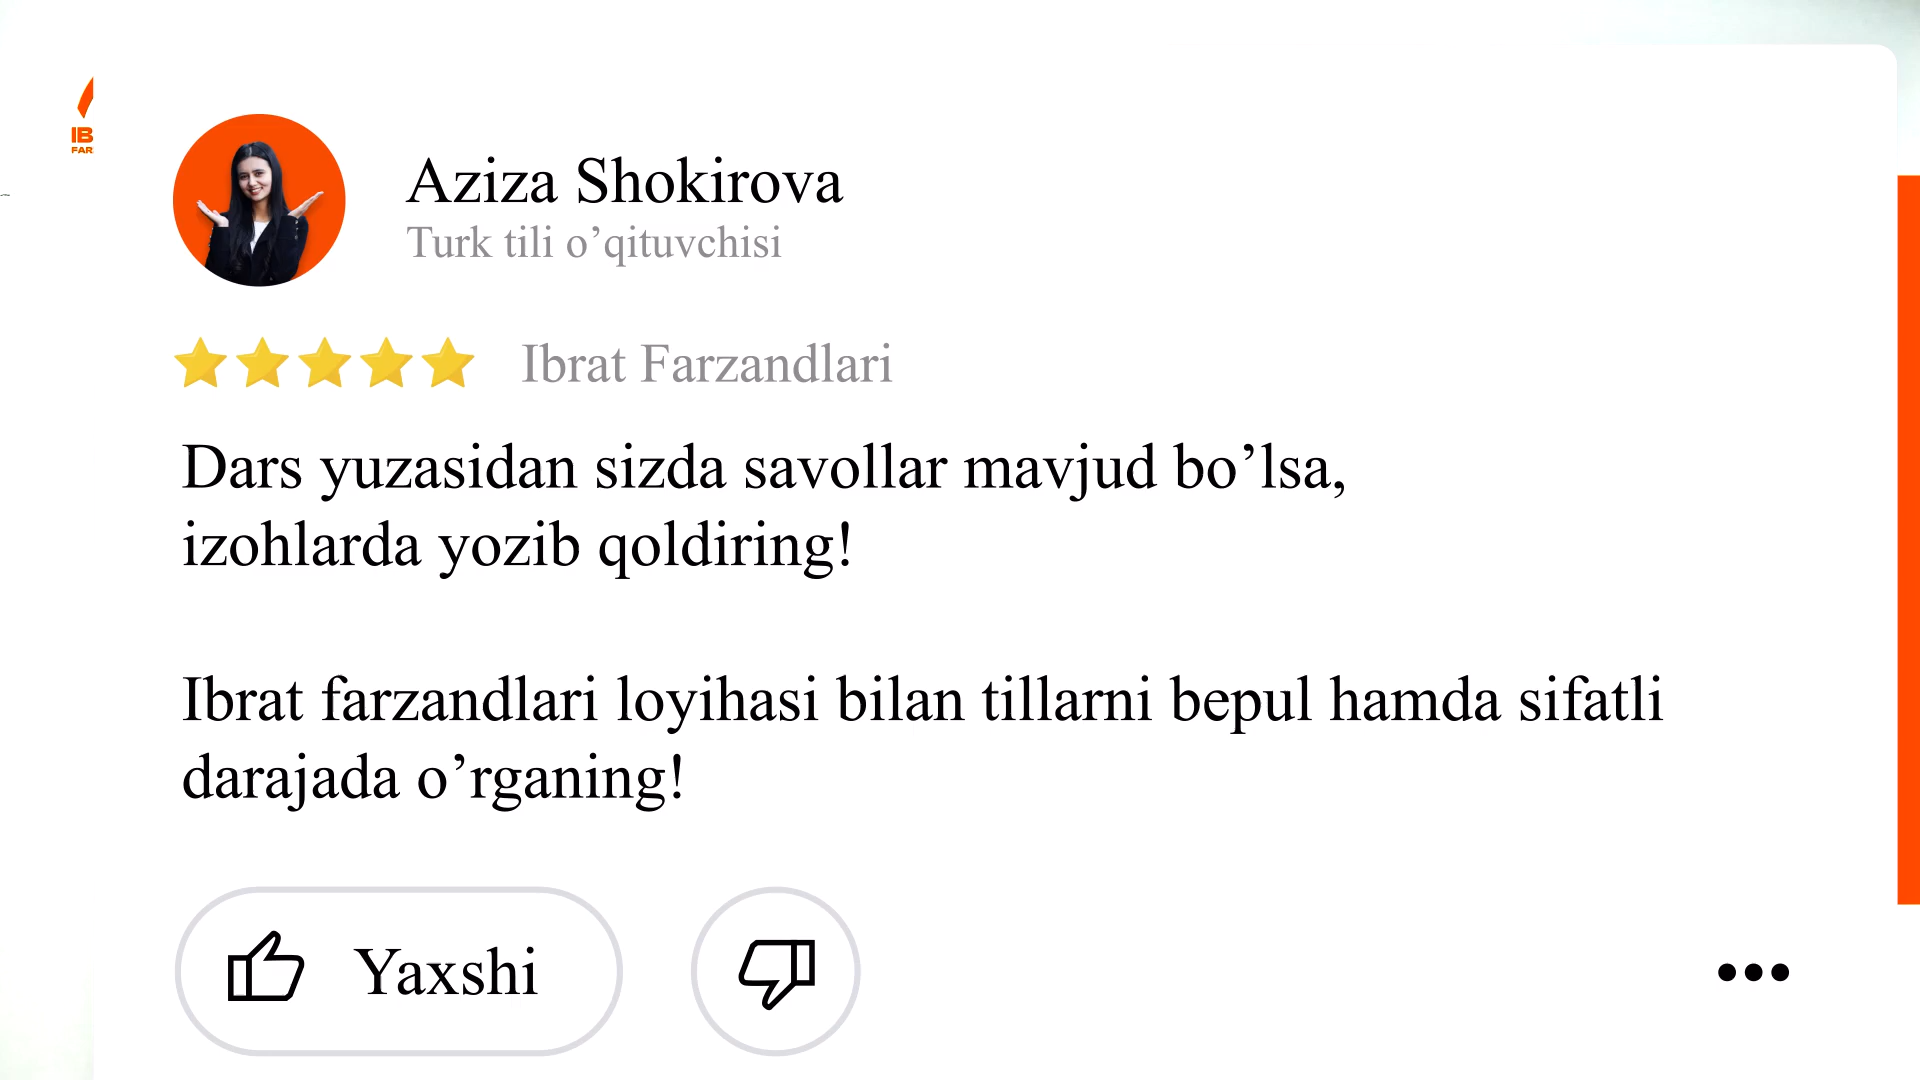 IB
FAR
Aziza Shokirova
Turk tili o’qituvchisi
Ibrat Farzandlari
Dars yuzasidan sizda savollar mavjud bo’lsa,
izohlarda yozib qoldiring!
Ibrat farzandlari loyihasi bilan tillarni bepul hamda sifatli
darajada o’rganing!
Yaxshi